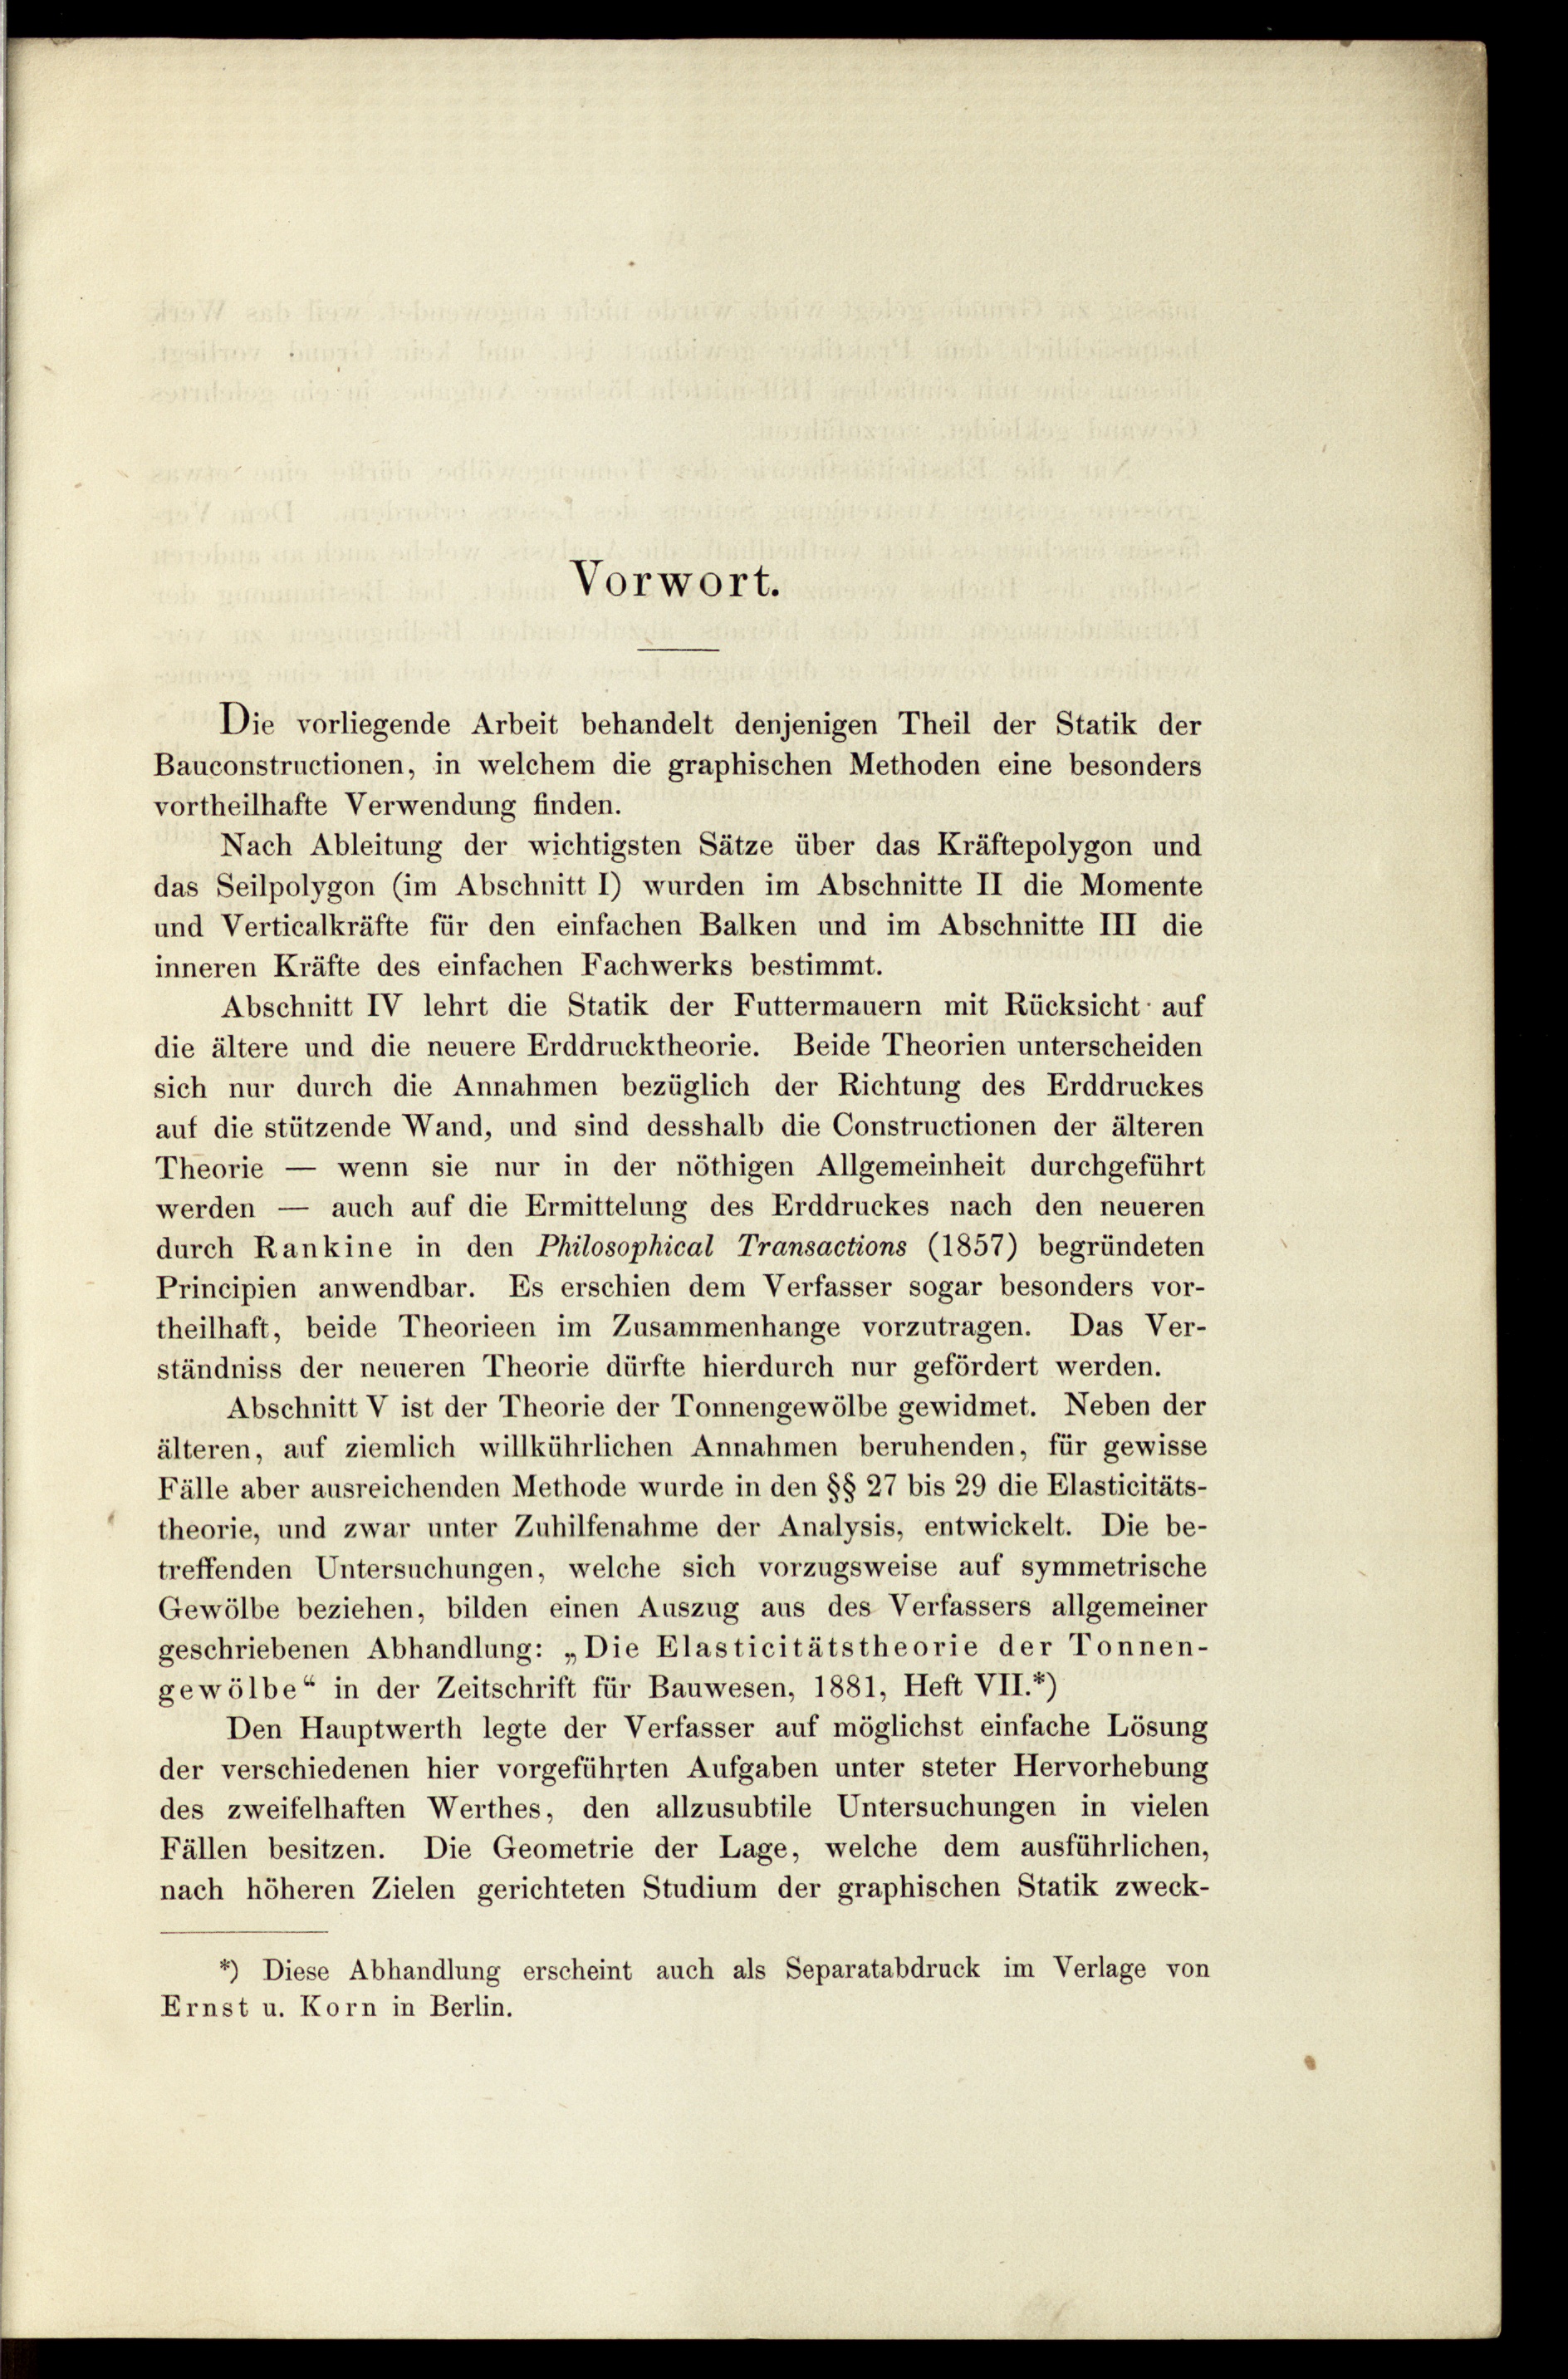 Vorwort.
Die vorliegende Arbeit behandelt denjenigen Theil der Statik der
Bauconstructionen, in welchem die graphischen Methoden eine besonders
vortheilhafte Verwendung finden.
Nach Ableitung der wichtigsten Sätze über das Kräftepolygon und
das Seilpolygon (im Abschnitt I) wurden im Abschnitte II die Momente
und Verticalkräfte für den einfachen Balken und im Abschnitte III die
inneren Kräfte des einfachen Fachwerks bestimmt.
Abschnitt IV lehrt die Statik der Futtermauern mit Rücksicht auf
die ältere und die neuere Erddrucktheorie. Beide Theorien unterscheiden
sich nur durch die Annahmen bezüglich der Richtung des Erddruckes
auf die stützende Wand, und sind desshalb die Constructionen der älteren
Theorie — wenn sie nur in der nöthigen Allgemeinheit durchgeführt
werden — auch auf die Ermittelung des Erddruckes nach den neueren
durch Rankine in den Philosophical Transactions (1857) begründeten
Principien anwendbar. Es erschien dem Verfasser sogar besonders vor-
theilhaft, beide Theorieen im Zusammenhange vorzutragen. Das Ver-
ständniss der neueren Theorie dürfte hierdurch nur gefördert werden.
Abschnitt V ist der Theorie der Tonnengewölbe gewidmet. Neben der
älteren, auf ziemlich willkührlichen Annahmen beruhenden, für gewisse
Fälle aber ausreichenden Methode wurde in den §§ 27 bis 29 die Elasticitäts-
theorie, und zwar unter Zuhilfenahme der Analysis, entwickelt. Die be-
treffenden Untersuchungen, welche sich vorzugsweise auf symmetrische
Gewölbe beziehen, bilden einen Auszug aus des Verfassers allgemeiner
geschriebenen Abhandlung: „Die Elasticitätstheorie der Tonnen-
gewölbe“ in der Zeitschrift für Bauwesen, 1881, Heft VII.*)
Den Hauptwerth legte der Verfasser auf möglichst einfache Lösung
der verschiedenen hier vorgeführten Aufgaben unter steter Hervorhebung
des zweifelhaften Werthes, den allzusubtile Untersuchungen in vielen
Fällen besitzen. Die Geometrie der Lage, welche dem ausführlichen,
nach höheren Zielen gerichteten Studium der graphischen Statik zweck-
*) Diese Abhandlung erscheint auch als Separatabdruck im Verlage von
Ernst u. Korn in Berlin.